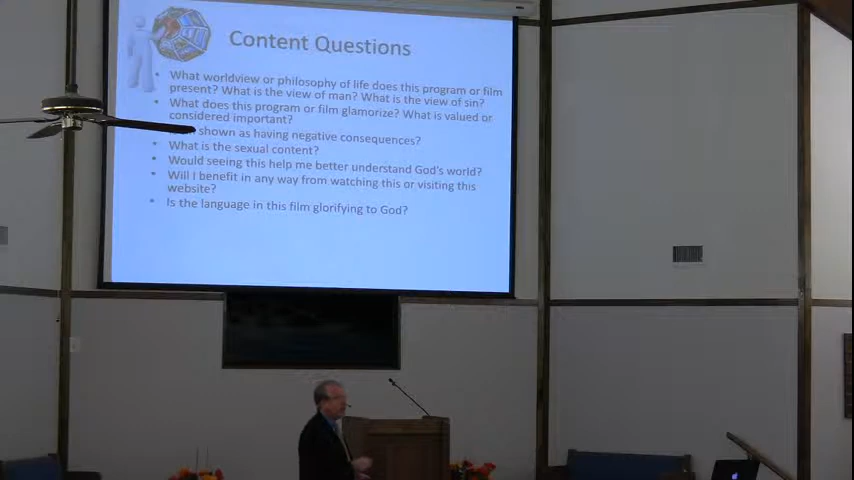 Content Questions
• What worldview or philosophy of life does this program or film
present? What is the view of man? What is the view of sin?
• What does this program or film glamorize? What is valued or
considered important?
shown as having negative consequences?
• What is the sexual content?
• Would seeing this help me better understand God's world?
• Will I benefit in any way from watching this or visiting this
website?
• Is the language in this film glorifying to God?